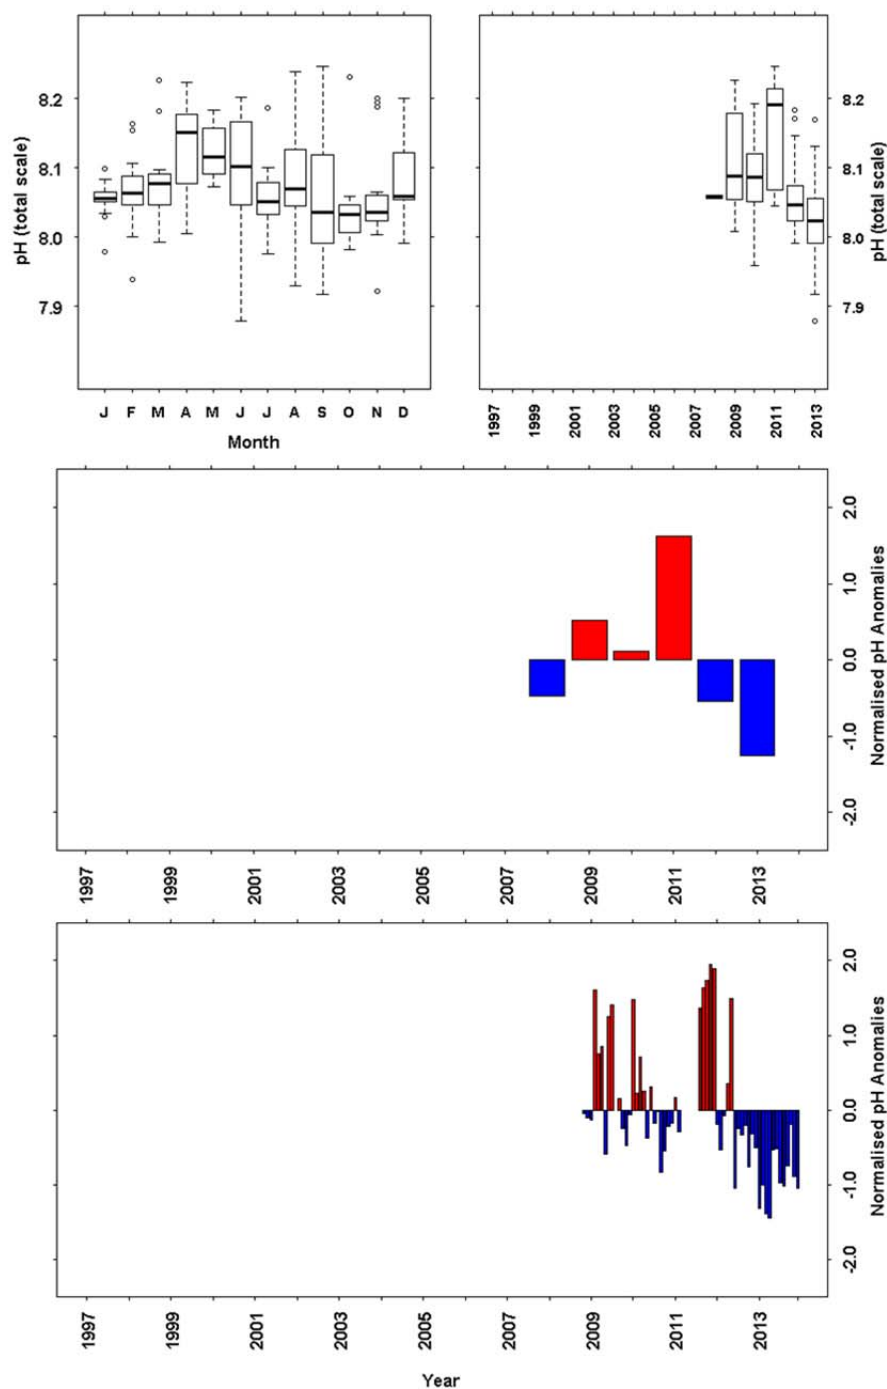 pH (total scale)
8.2
8.1
8.0
7.9
J F M A M J J A S O N D
Month
8.2
8.1
8.0
7.9
pH (total scale)
1997 1999 2001 2003 2005 2007 2009 2011 2013
2.0
1.0
0.0
-1.0
-2.0
Normalised pH Anomalies
1997 1999 2001 2003 2005 2007 2009 2011 2013
2.0
1.0
0.0
-1.0
-2.0
Normalised pH Anomalies
1997 1999 2001 2003 2005 2007 2009 2011 2013
Year